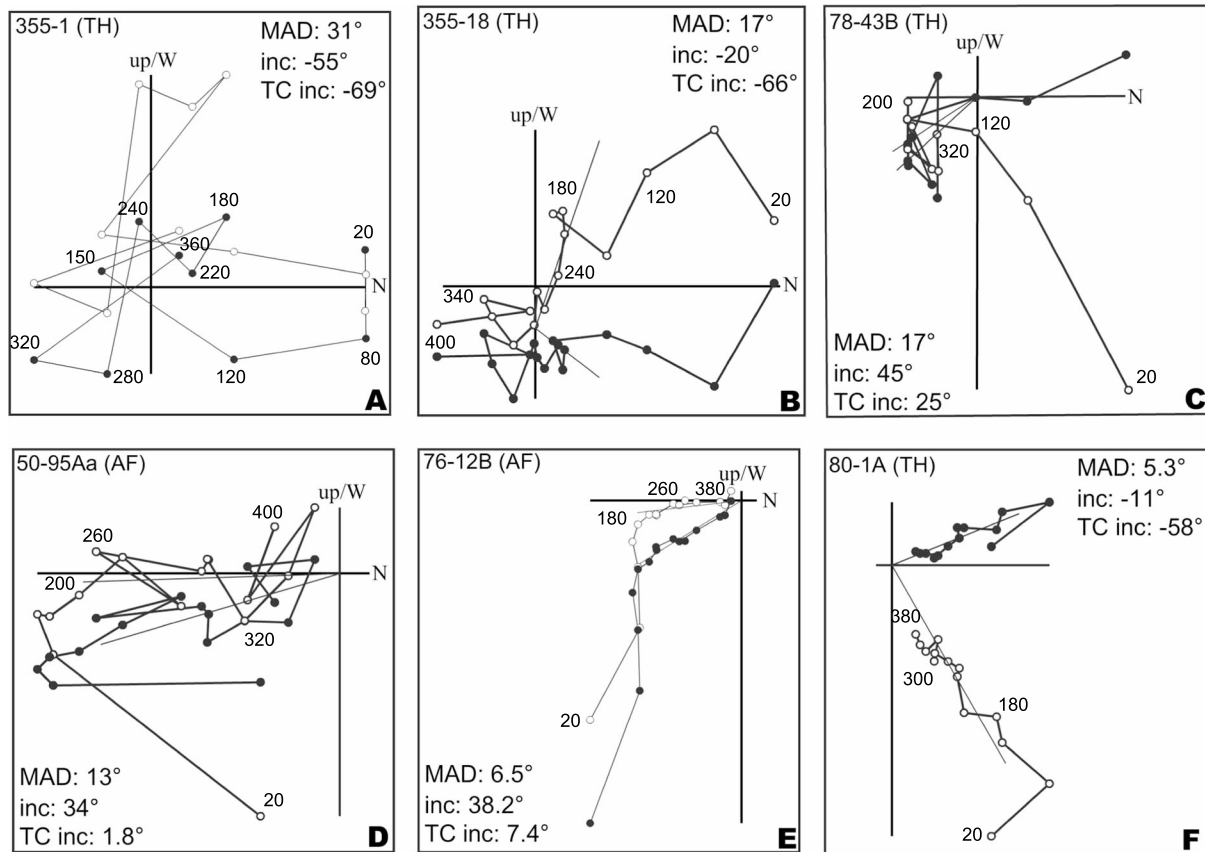 355-1 (TH)
MAD: 31°
inc: -55°
TC inc: -69°
up/W
240
180
20
150
360
220
N
320
280
120
80
A
355-18 (TH)
MAD: 17°
inc: -20°
TC inc: -66°
up/W
180
120
20
240
N
340
400
B
78-43B (TH)
up/W
200
N
120
320
MAD: 17°
inc: 45°
TC inc: 25°
20
C
50-95Aa (AF)
up/W
400
260
N
200
320
MAD: 13°
inc: 34°
TC inc: 1.8°
20
D
76-12B (AF)
up/W
260
380
N
180
20
MAD: 6.5°
inc: 38.2°
TC inc: 7.4°
E
80-1A (TH)
MAD: 5.3°
inc: -11°
TC inc: -58°
380
300
180
20
F